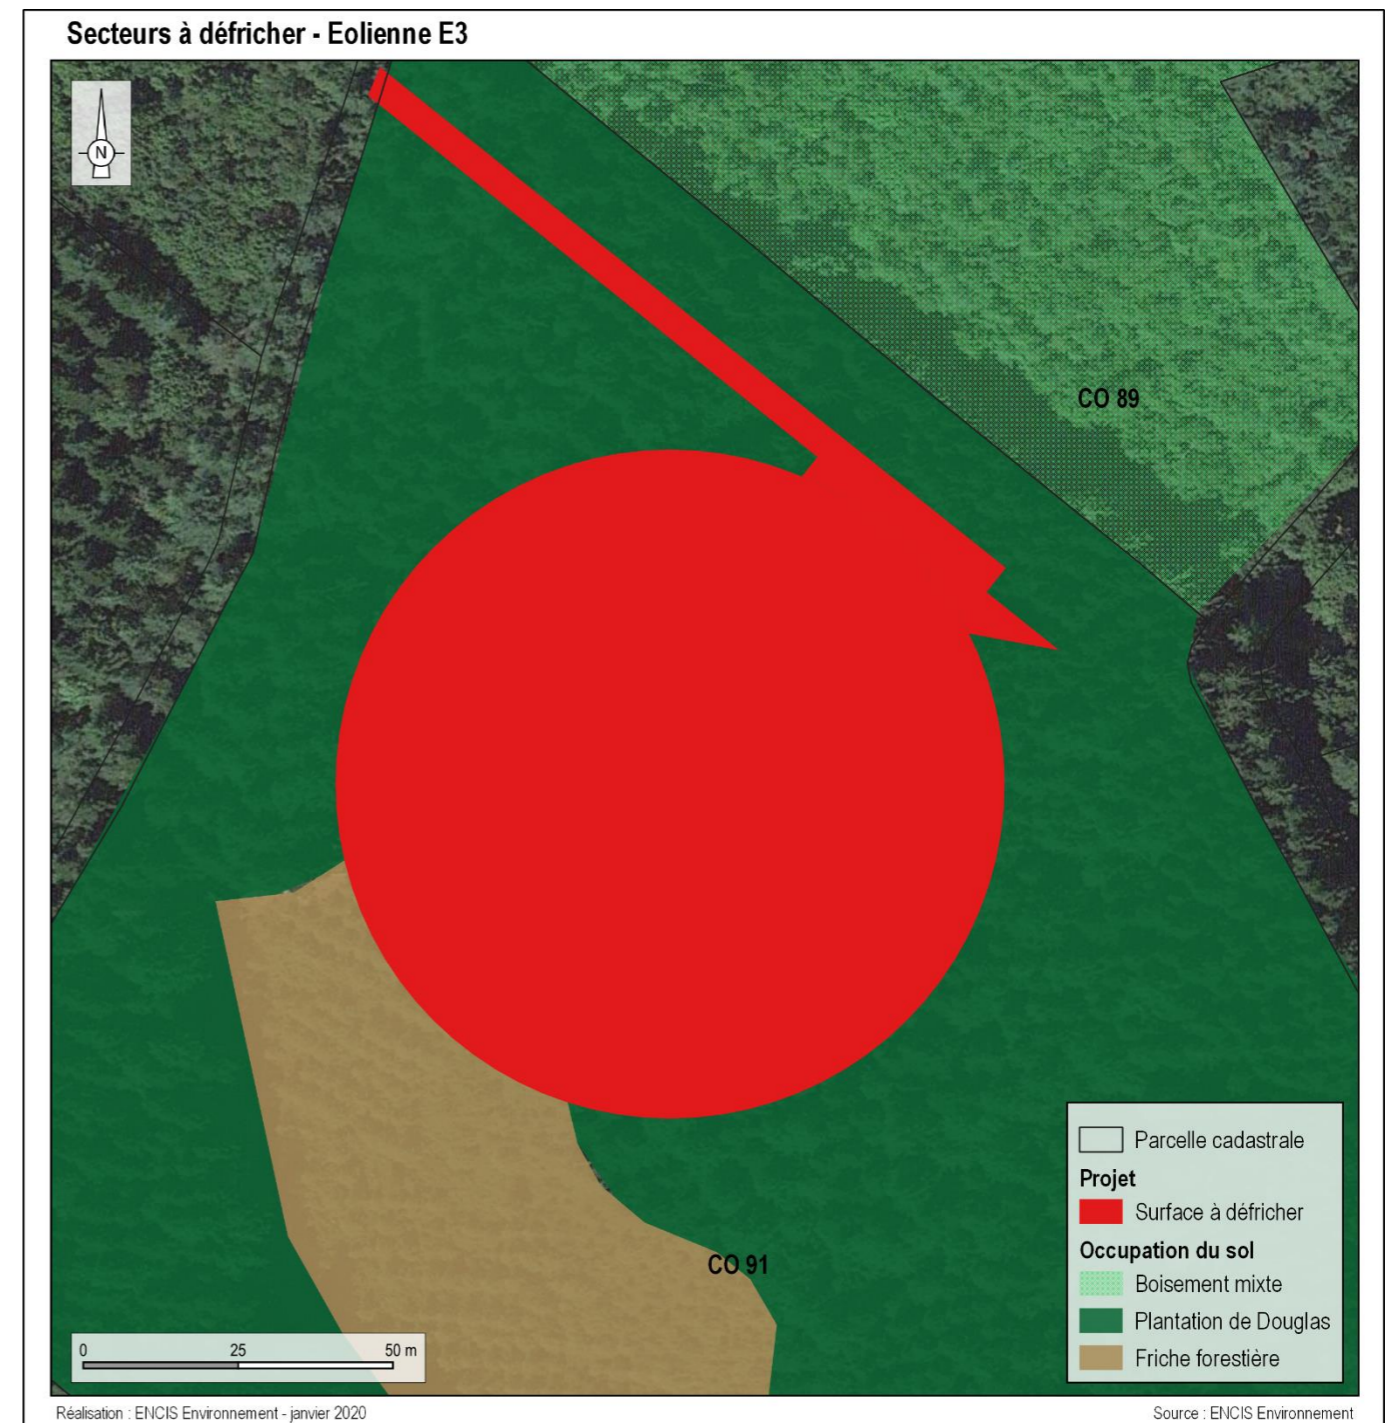 Secteurs à défricher - Eolienne E3
N
CO 89
CO 91
Parcelle cadastrale
Projet
Surface à défricher
Occupation du sol
Boisement mixte
Plantation de Douglas
Friche forestière
0 25 50 m
Réalisation : ENCIS Environnement - janvier 2020
Source : ENCIS Environnement